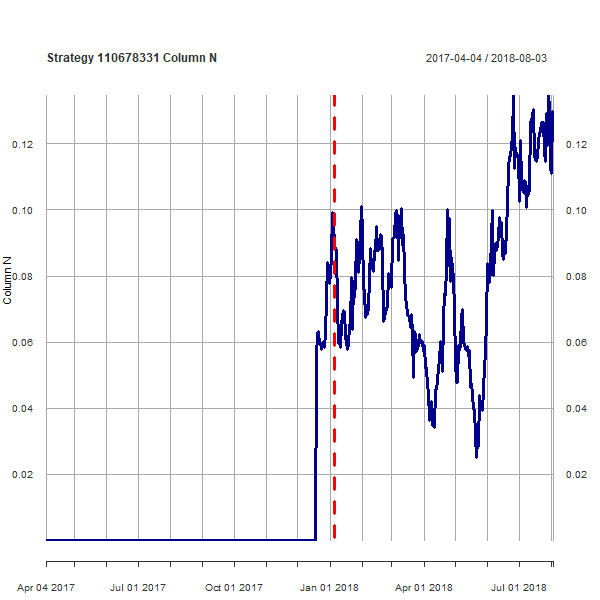 Strategy 110678331 Column N
2017-04-04 / 2018-08-03
0.12
0.12
0.10
0.10
0.08
0.08
Column N
0.06
0.06
0.04
0.04
0.02
0.02
Apr 04 2017
Jul 01 2017
Oct 01 2017
Jan 01 2018
Apr 01 2018
Jul 01 2018